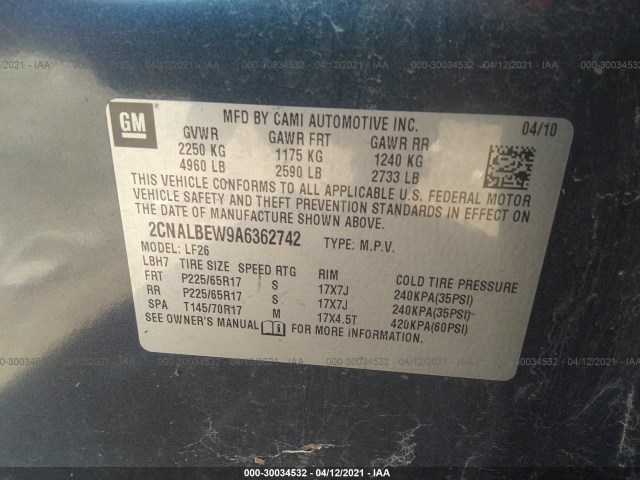 GM
MFD BY CAMI AUTOMOTIVE INC. 04/10
GVWR GAWR FRT GAWR RR
2250 KG 1175 KG 1240 KG
4960 LB 2590 LB 2733 LB
THIS VEHICLE CONFORMS TO ALL APPLICABLE U.S. FEDERAL MOTOR
VEHICLE SAFETY AND THEFT PREVENTION STANDARDS IN EFFECT ON
THE DATE OF MANUFACTURE SHOWN ABOVE.
2CNALBEW9A6362742 TYPE: M.P.V.
MODEL: LF26
LBH7 TIRE SIZE SPEED RTG RIM COLD TIRE PRESSURE
FRT P225/65R17 S 17X7J 240KPA(35PSI)
RR P225/65R17 S 17X7J 240KPA(35PSI)
SPA T145/70R17 M 17X4.5T 420KPA(60PSI)
SEE OWNER'S MANUAL FOR MORE INFORMATION.
000-30034532 - 04/12/2021 - IAA